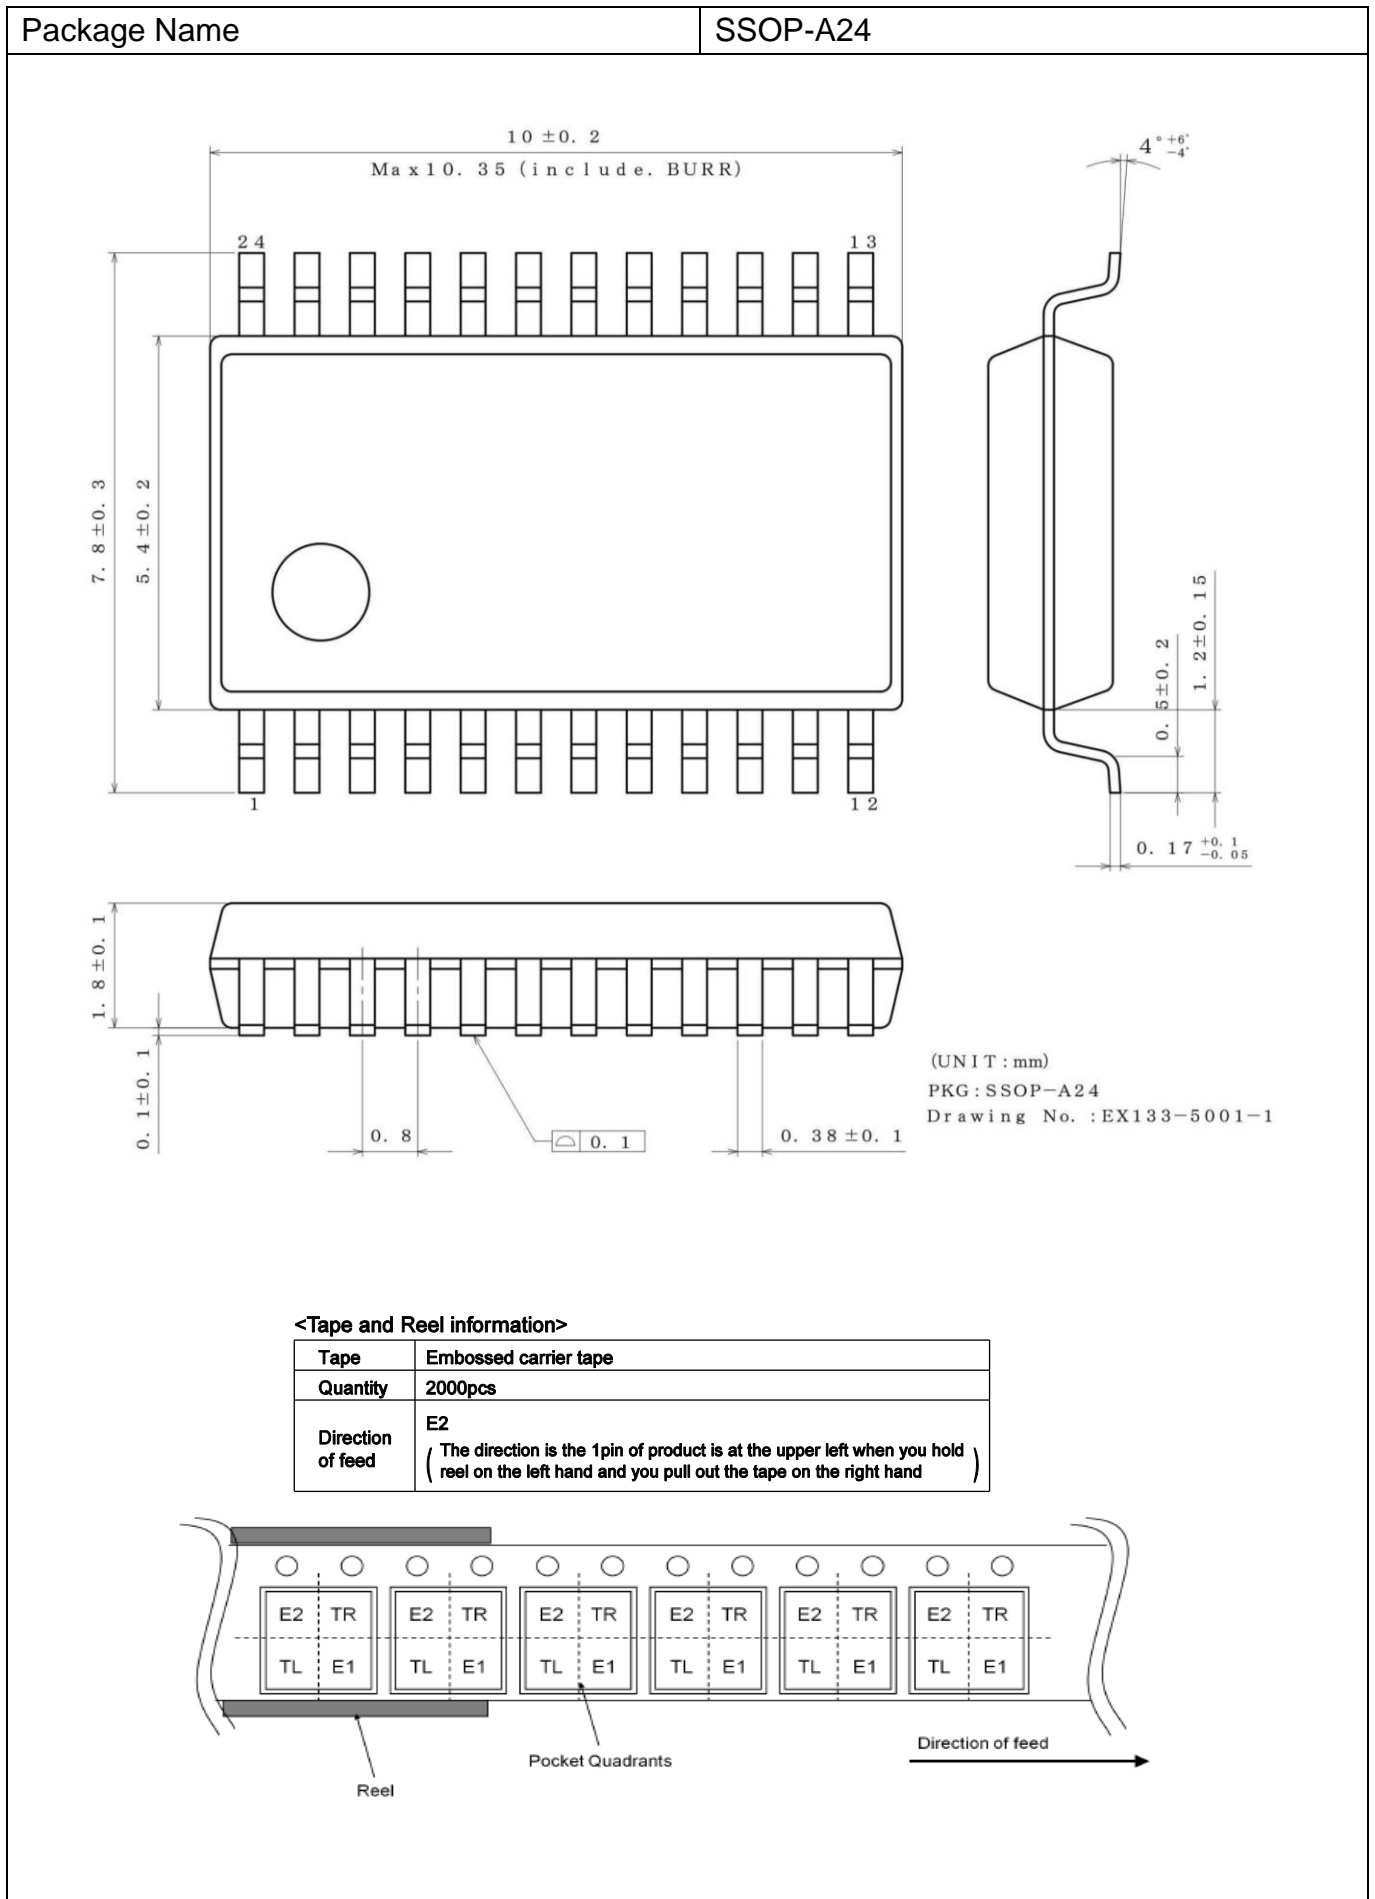 Package Name
SSOP-A24
10±0.2
Max10.35 (include. BURR)
4° +6° -4°
24
13
7.8±0.3
5.4±0.2
1
12
0.5±0.2
1.2±0.15
0.17 +0.1 -0.05
1.8±0.1
0.1±0.1
0.8
0.1
0.38±0.1
(UNIT:mm)
PKG:SSOP-A24
Drawing No. :EX133-5001-1
<Tape and Reel information>
Tape
Embossed carrier tape
Quantity
2000pcs
Direction
of feed
E2
( The direction is the 1pin of product is at the upper left when you hold
reel on the left hand and you pull out the tape on the right hand )
E2 TR E2 TR E2 TR E2 TR E2 TR E2 TR
TL E1 TL E1 TL E1 TL E1 TL E1 TL E1
Direction of feed
Pocket Quadrants
Reel